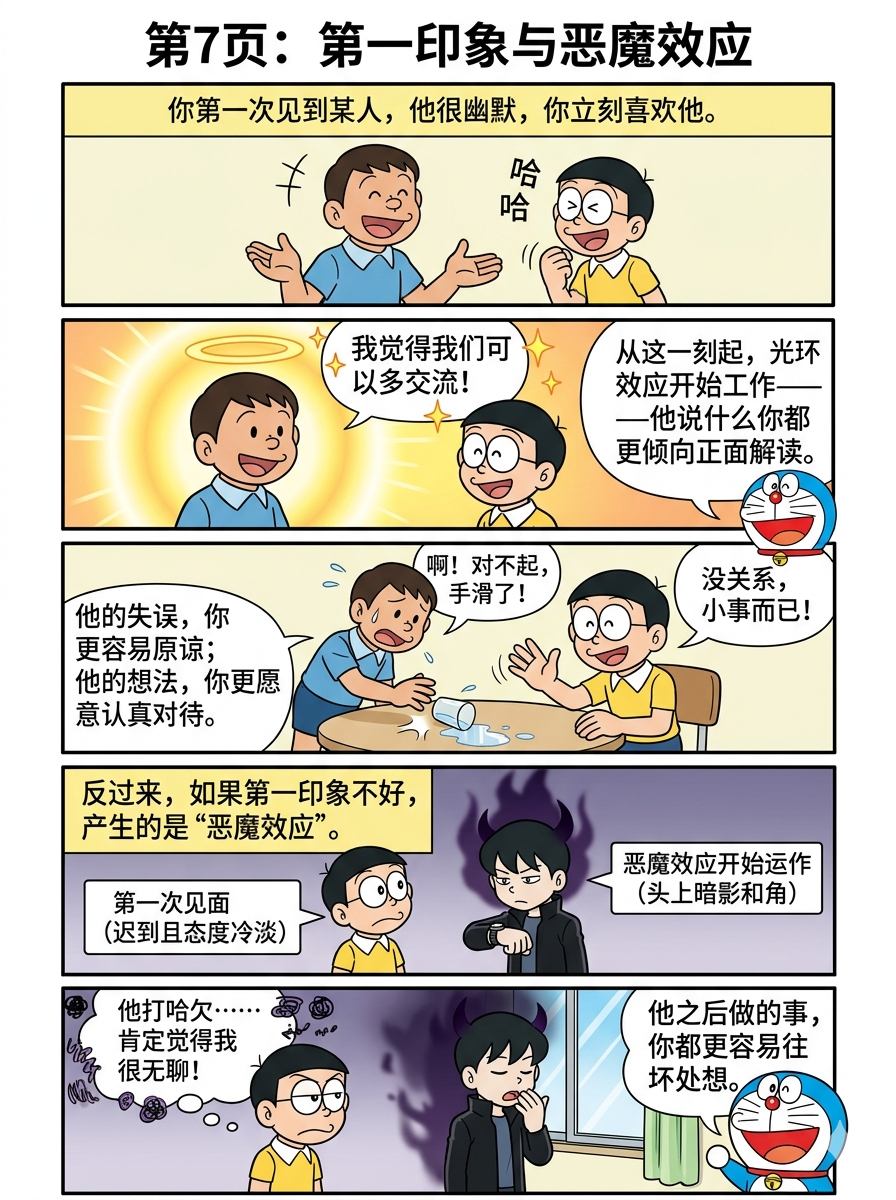 第7页：第一印象与恶魔效应
你第一次见到某人，他很幽默，你立刻喜欢他。
哈
哈
我觉得我们可
以多交流！
从这一刻起，光环
效应开始工作——
—他说什么你都
更倾向正面解读。
他的失误，你
更容易原谅；
他的想法，你更愿
意认真对待。
啊！对不起，
手滑了！
没关系，
小事而已！
反过来，如果第一印象不好，
产生的是“恶魔效应”。
第一次见面
（迟到且态度冷淡）
恶魔效应开始运作
（头上暗影和角）
他打哈欠……
肯定觉得我
很无聊！
他之后做的事，
你都更容易往
坏处想。